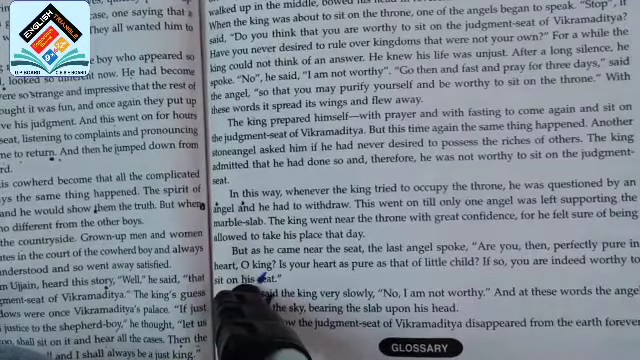 ENGLISH TRIANGLE
U.P BOARD C.B.S.E BOARD
case, one saying that a
They all wanted him to
boy who appeared so
looked so different now. He had become
were so strange and impressive that the rest of
thought it was fun, and once again they put up
ve his judgment. And this went on for hours
seat, listening to complaints and pronouncing
me to return. And then he jumped down from
is cowherd become that all the complicated
ays the same thing happened. The spirit of
and he would show them the truth. But when
no different from the other boys.
the countryside. Grown-up men and women
ates in the court of the cowherd boy and always
understood and so went away satisfied.
m Ujjain, heard this story, "Well," he said, "that
gment-seat of Vikramaditya." The king's guess
dows were once Vikramaditya's palace. "If just
justice to the shepherd-boy," he thought, "let us
too, shall sit on it and hear all the cases. Then the
and I shall always be a just king."
walked up in the middle, bowed his head in
When the king was about to sit on the throne, one of the angels began to speak. "Stop", it
said, "Do you think that you are worthy to sit on the judgment-seat of Vikramaditya?
Have you never desired to rule over kingdoms that were not your own?" For a while the
king could not think of an answer. He knew his life was unjust. After a long silence, he
spoke. "No", he said, "I am not worthy". "Go then and fast and pray for three days," said
the angel, "so that you may purify yourself and be worthy to sit on the throne." With
these words it spread its wings and flew away.
The king prepared himself—with prayer and with fasting to come again and sit on
the judgment-seat of Vikramaditya. But this time again the same thing happened. Another
stoneangel asked him if he had never desired to possess the riches of others. The king
admitted that he had done so and, therefore, he was not worthy to sit on the judgment-
seat.
In this way, whenever the king tried to occupy the throne, he was questioned by an
angel and he had to withdraw. This went on till only one angel was left supporting the
marble-slab. The king went near the throne with great confidence, for he felt sure of being
allowed to take his place that day.
But as he came near the seat, the last angel spoke, "Are you, then, perfectly pure in
heart, O king? Is your heart as pure as that of little child? If so, you are indeed worthy to
sit on his seat."
said the king very slowly, "No, I am not worthy." And at these words the angel
the sky, bearing the slab upon his head.
ow the judgment-seat of Vikramaditya disappeared from the earth forever
GLOSSARY